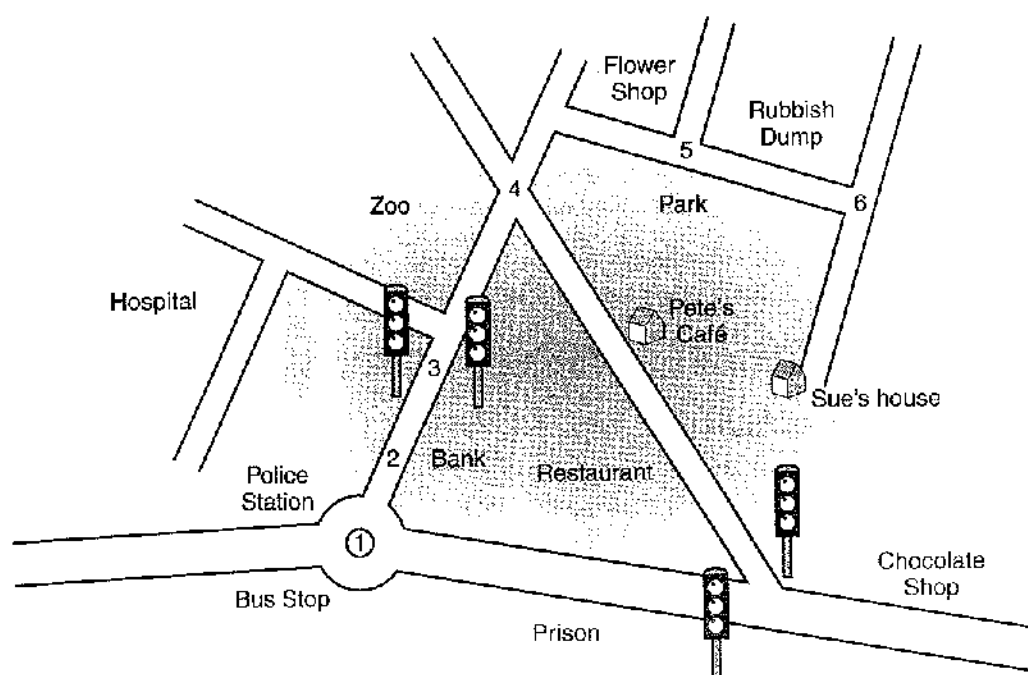 Flower
Shop
Rubbish
Dump
5
4
6
Zoo
Park
Hospital
Pete's
Café
3
Sue's house
2
Bank
Police
Station
Restaurant
1
Chocolate
Shop
Bus Stop
Prison